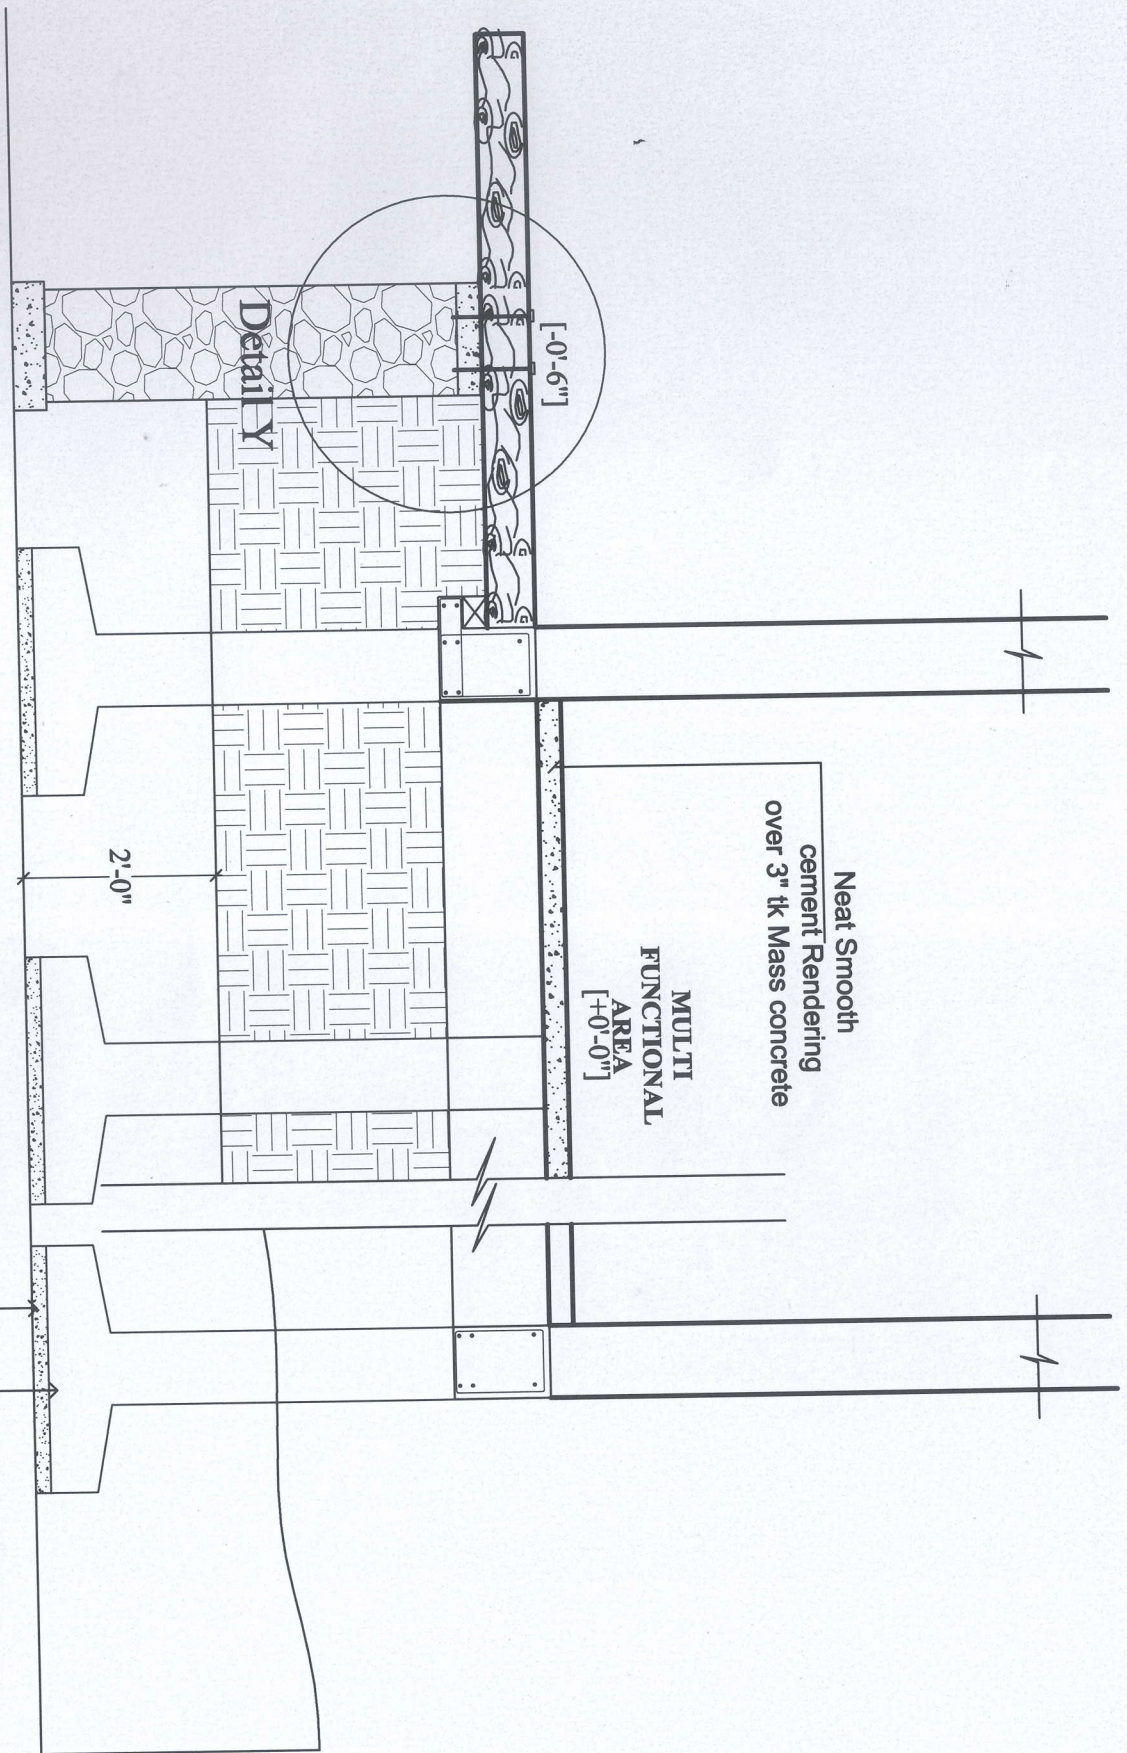 Neat Smooth
cement Rendering
over 3" tk Mass concrete
MULTI
FUNCTIONAL
AREA
[+0'-0"]
[-0'-6"]
Detail Y
2'-0"